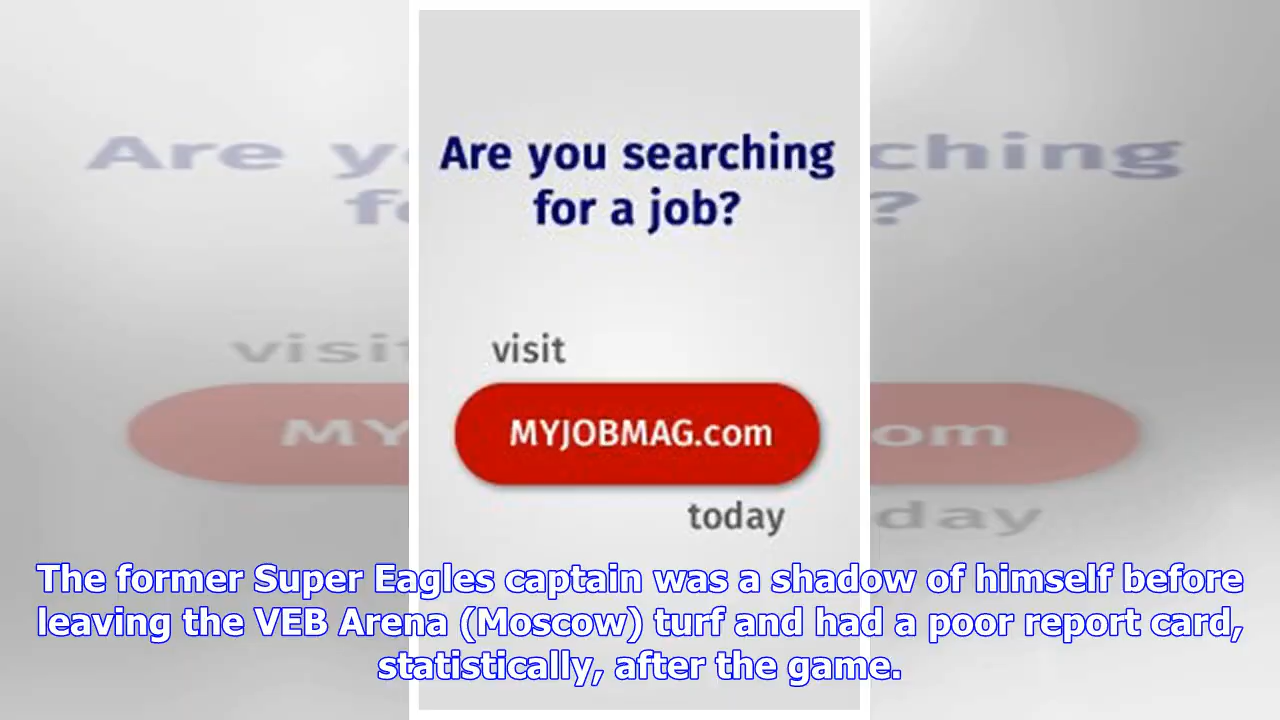 Are you searching
for a job?
visit
MYJOBMAG.com
today
The former Super Eagles captain was a shadow of himself before
leaving the VEB Arena (Moscow) turf and had a poor report card,
statistically, after the game.